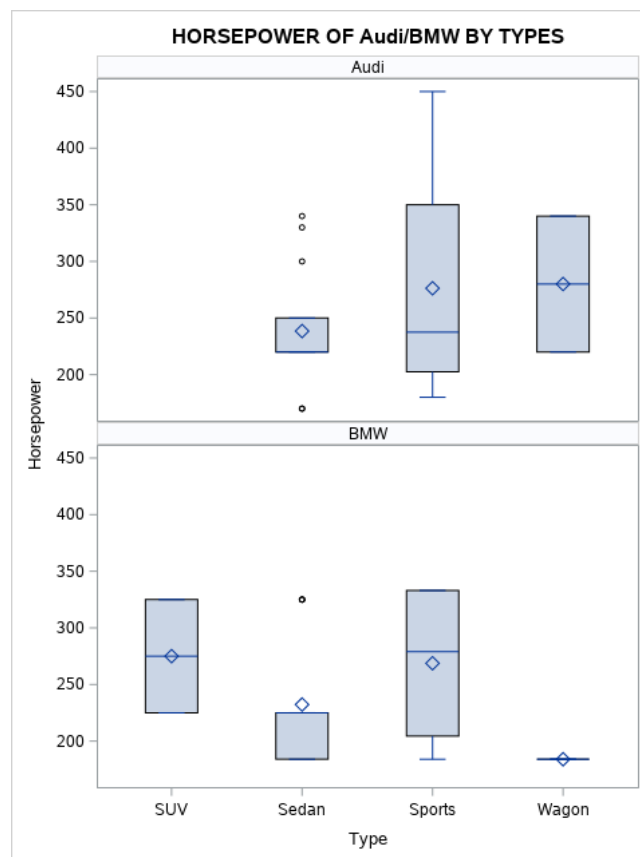 HORSEPOWER OF Audi/BMW BY TYPES
Audi
450
400
350
300
250
200
Horsepower
BMW
450
400
350
300
250
200
SUV Sedan Sports Wagon
Type